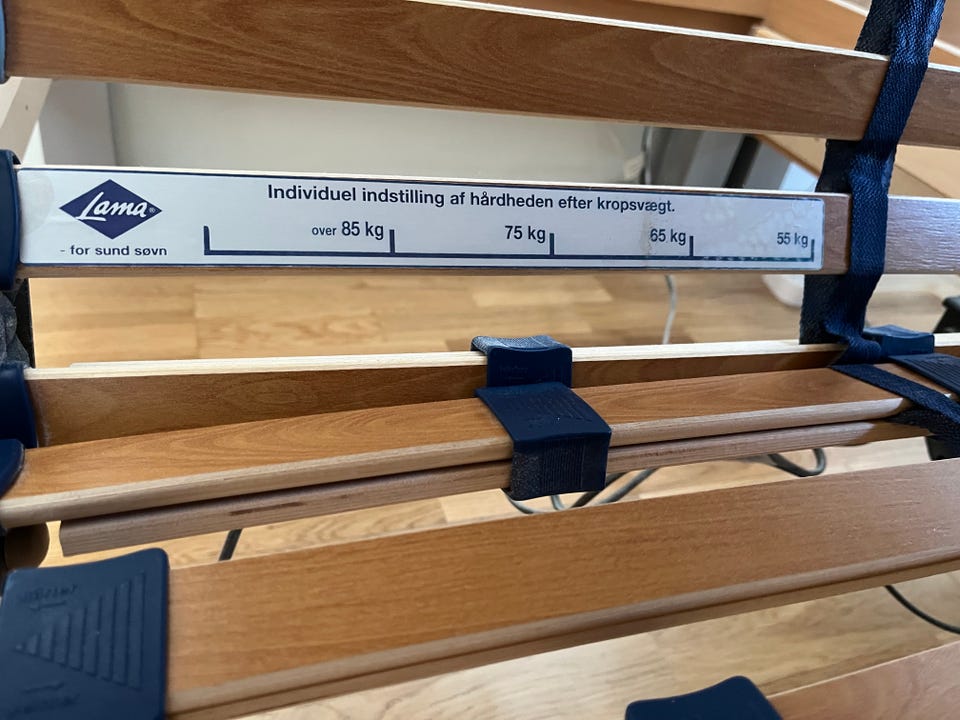 Individuel indstilling af hårdheden efter kropsvægt.
Lama®
- for sund søvn
over 85 kg
75 kg
65 kg
55 kg